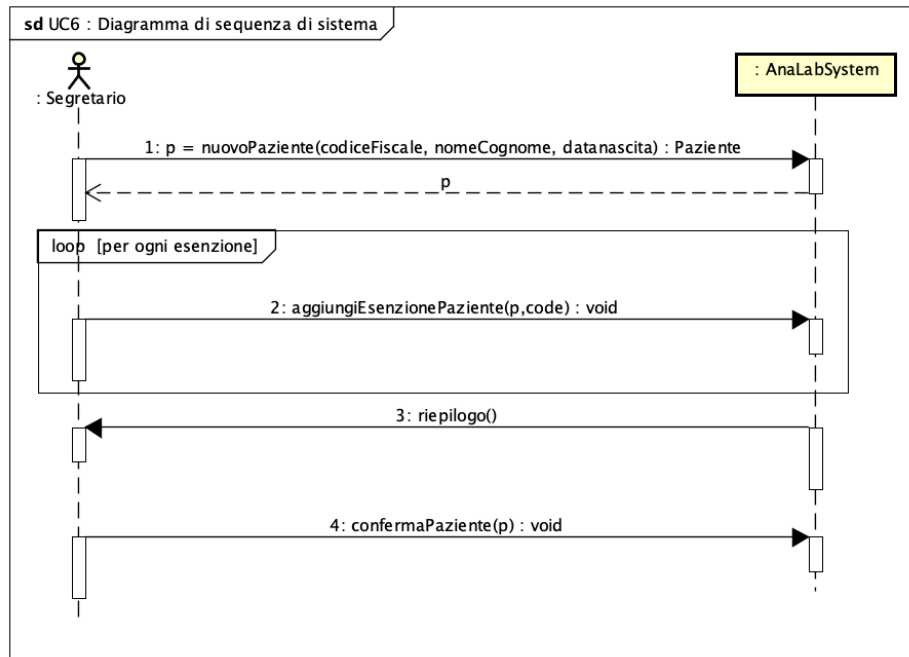 sd UC6 : Diagramma di sequenza di sistema
: Segretario
: AnaLabSystem
1: p = nuovoPaziente(codiceFiscale, nomeCognome, datanascita) : Paziente
p
loop [per ogni esenzione]
2: aggiungiEsenzionePaziente(p,code) : void
3: riepilogo()
4: confermaPaziente(p) : void